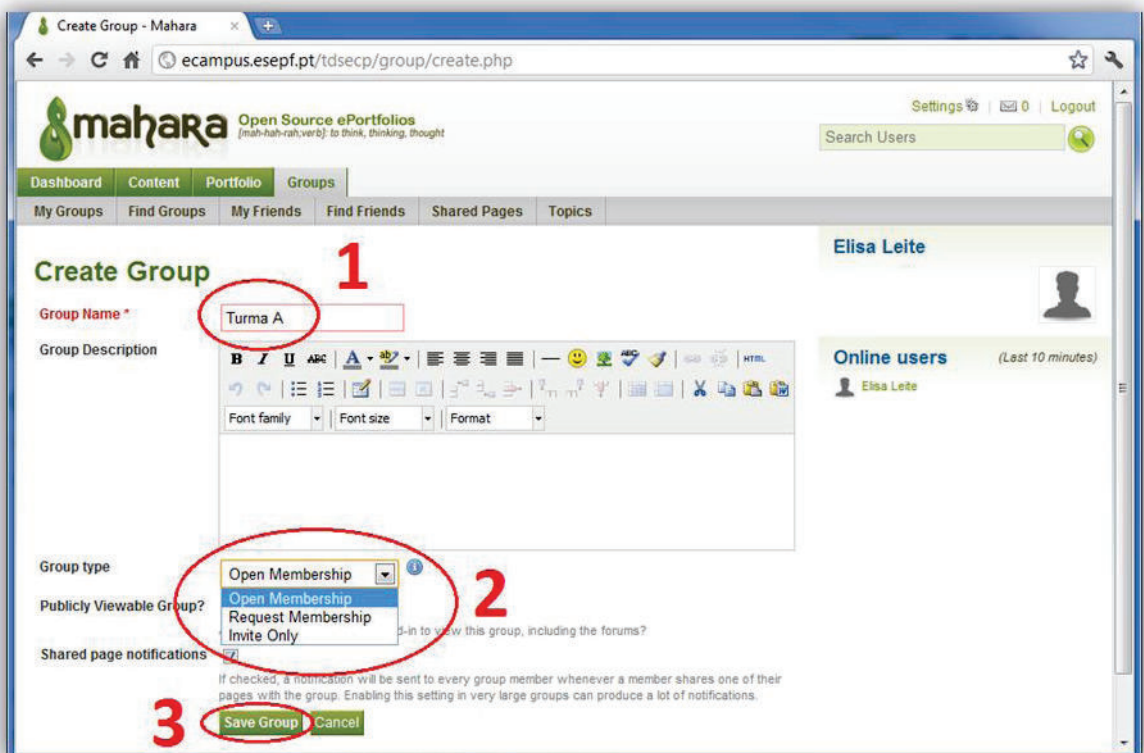 Create Group - Mahara
ecampus.esepf.pt/tdsecp/group/create.php
Settings | 0 | Logout
mahara Open Source ePortfolios
[mah-hah-rah;verb]: to think, thinking, thought
Search Users
Dashboard Content Portfolio Groups
My Groups Find Groups My Friends Find Friends Shared Pages Topics
Elisa Leite
Create Group
1
Group Name *
Turma A
Group Description
B I U ABC A ab ABC HTML
Font family Font size Format
Online users (Last 10 minutes)
Elisa Leite
Group type
Open Membership
Open Membership
Request Membership
Invite Only
2
Publicly Viewable Group?
to view this group, including the forums?
Shared page notifications
If checked, a notification will be sent to every group member whenever a member shares one of their
pages with the group. Enabling this setting in very large groups can produce a lot of notifications.
3
Save Group Cancel